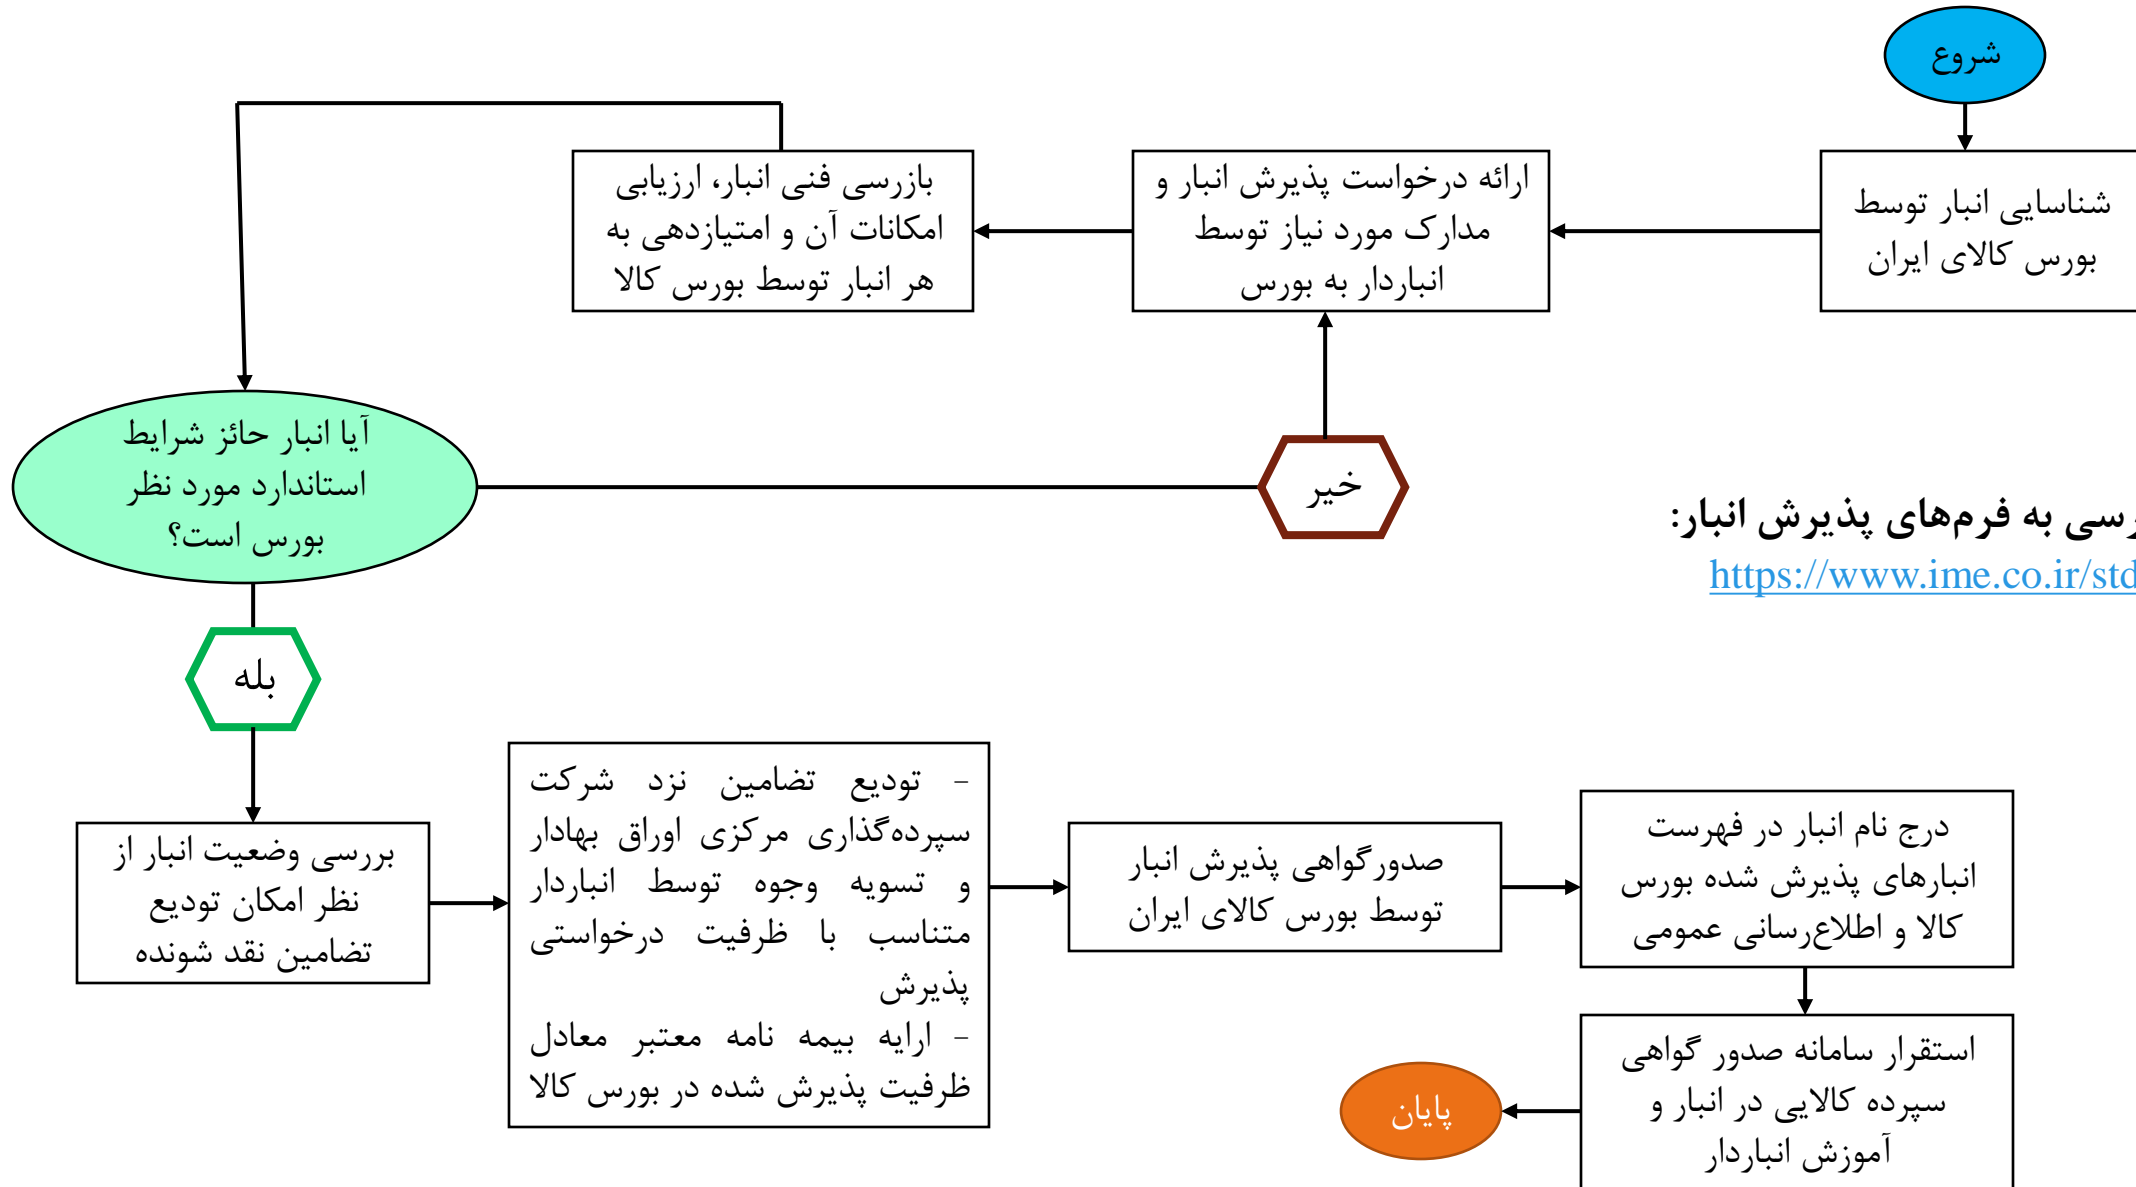 شروع
شناسایی انبار توسط
بورس کالای ایران
ارائه درخواست پذیرش انبار و
مدارک مورد نیاز توسط
انباردار به بورس
بازرسی فنی انبار، ارزیابی
امکانات آن و امتیازدهی به
هر انبار توسط بورس کالا
آیا انبار حائز شرایط
استاندارد مورد نظر
بورس است؟
خیر
به فرم‌های پذیرش انبار:
https://www.ime.co.ir/std
بله
بررسی وضعیت انبار از
نظر امکان تودیع
تضامین نقد شونده
- تودیع تضامین نزد شرکت
سپرده‌گذاری مرکزی اوراق بهادار
و تسویه وجوه توسط انباردار
متناسب با ظرفیت درخواستی
پذیرش
- ارایه بیمه نامه معتبر معادل
ظرفیت پذیرش شده در بورس کالا
صدورگواهی پذیرش انبار
توسط بورس کالای ایران
درج نام انبار در فهرست
انبارهای پذیرش شده بورس
کالا و اطلاع‌رسانی عمومی
استقرار سامانه صدور گواهی
سپرده کالایی در انبار و
آموزش انباردار
پایان